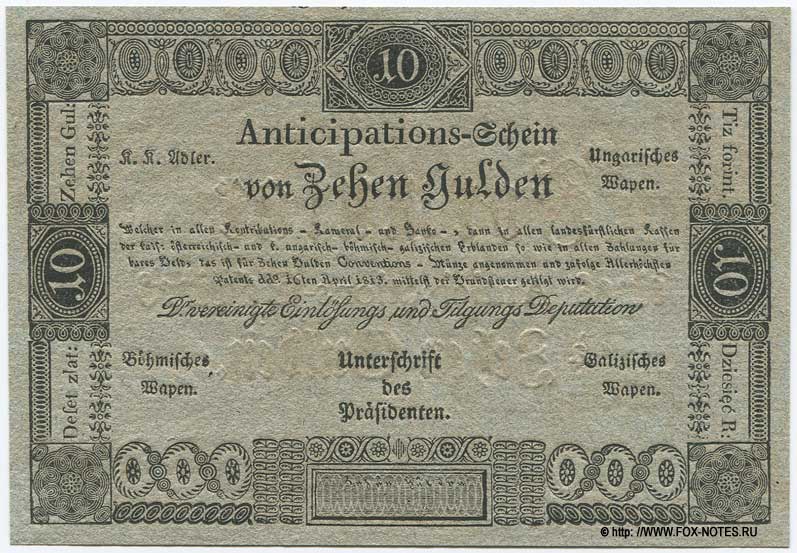 10
Anticipations-Schein
K. K. Adler.
Ungarisches
Wapen.
von Zehen Gulden
Welcher in allen Kontributions - Kameral - und Banko -, dann in allen landesfürstlichen Kassen
der kais: österreichisch- und k. ungarisch-böhmisch- galizischen Erblanden so wie in allen Zahlungen für
bares Geld, das ist für Zehen Gulden Conventions - Münze angenommen und zufolge Allerhöchsten
Patents ddo. 16ten April 1813. mittelst der Grundsteuer getilgt wird.
Dvereinigte Einlösungs und Tilgungs Deputation
Böhmisches
Wapen.
Unterschrift
des
Präsidenten.
Galizisches
Wapen.
Zehen Gul:
10
Deset zlat:
Tiz forint.
10
Dziesięć R:
© http: //www.FOX-NOTES.RU